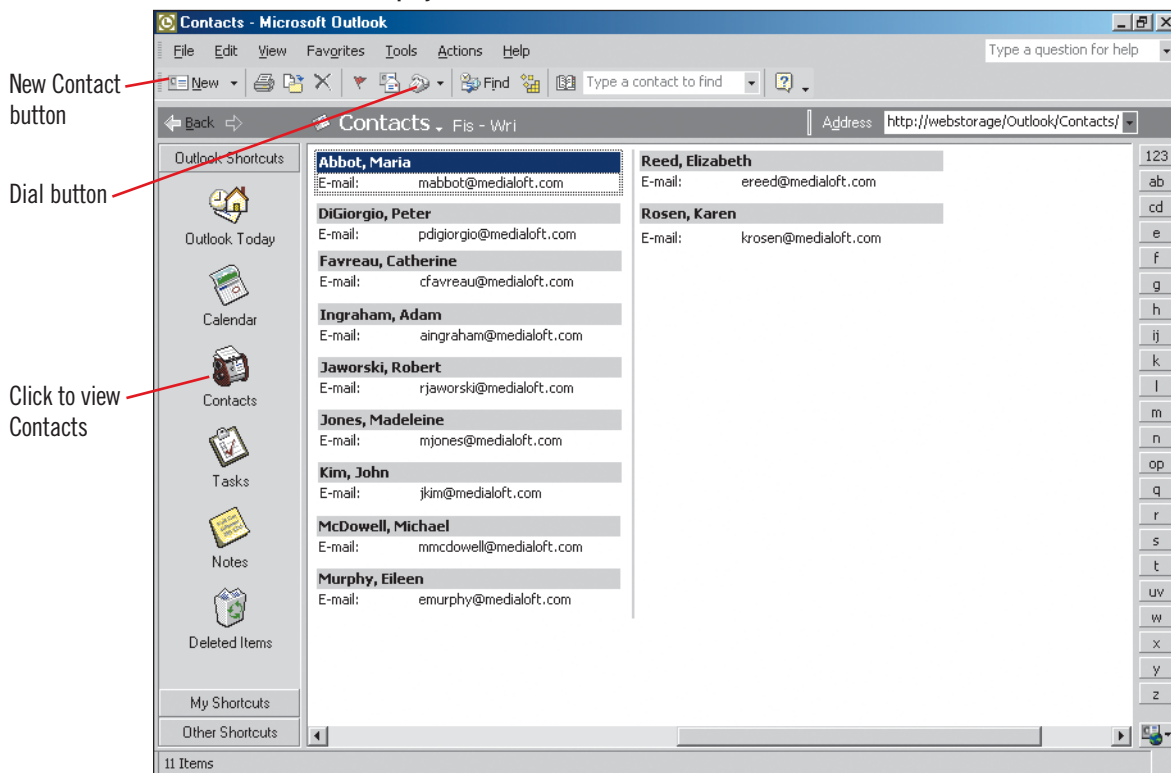 Contacts - Microsoft Outlook
File Edit View Favorites Tools Actions Help
Type a question for help
New Contact button
New
Find
Type a contact to find
Back
Contacts
Fis - Wri
Address
http://webstorage/Outlook/Contacts/
Dial button
Outlook Shortcuts
Outlook Today
Calendar
Click to view Contacts
Contacts
Tasks
Notes
Deleted Items
My Shortcuts
Other Shortcuts
Abbot, Maria
E-mail: mabbot@medialoft.com
DiGiorgio, Peter
E-mail: pdigiorgio@medialoft.com
Favreau, Catherine
E-mail: cfavreau@medialoft.com
Ingraham, Adam
E-mail: aingraham@medialoft.com
Jaworski, Robert
E-mail: rjaworski@medialoft.com
Jones, Madeleine
E-mail: mjones@medialoft.com
Kim, John
E-mail: jkim@medialoft.com
McDowell, Michael
E-mail: mmcdowell@medialoft.com
Murphy, Eileen
E-mail: emurphy@medialoft.com
Reed, Elizabeth
E-mail: ereed@medialoft.com
Rosen, Karen
E-mail: krosen@medialoft.com
123
ab
cd
e
f
g
h
ij
k
l
m
n
op
q
r
s
t
uv
w
x
y
z
11 Items